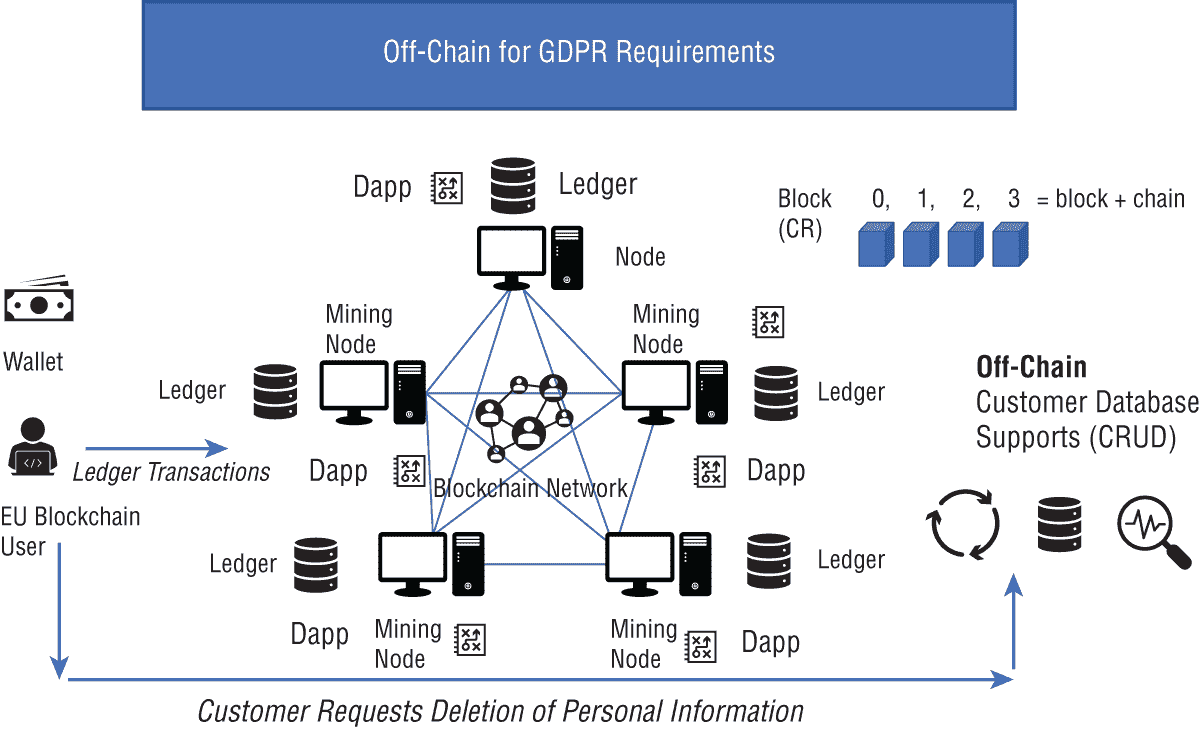 Off-Chain for GDPR Requirements
Dapp
Ledger
Block
(CR)
0, 1, 2, 3 = block + chain
Node
Wallet
Mining
Node
Mining
Node
Ledger
Ledger
Off-Chain
Customer Database
Supports (CRUD)
Ledger Transactions
Dapp
Blockchain Network
Dapp
EU Blockchain
User
Ledger
Ledger
Dapp
Mining
Node
Mining
Node
Dapp
Customer Requests Deletion of Personal Information